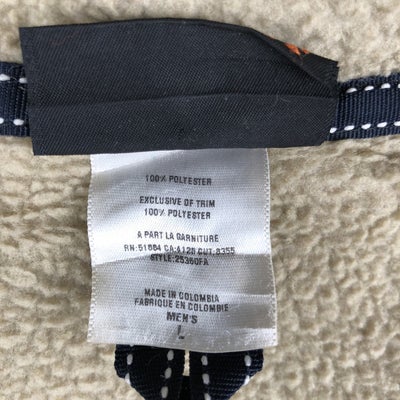 100% POLYESTER
EXCLUSIVE OF TRIM
100% POLYESTER
A PART LA GARNITURE
RN:51884 CA:4126 CUT:8355
STYLE:25360FA
MADE IN COLOMBIA
FABRIQUE EN COLOMBIE
MEN'S
L